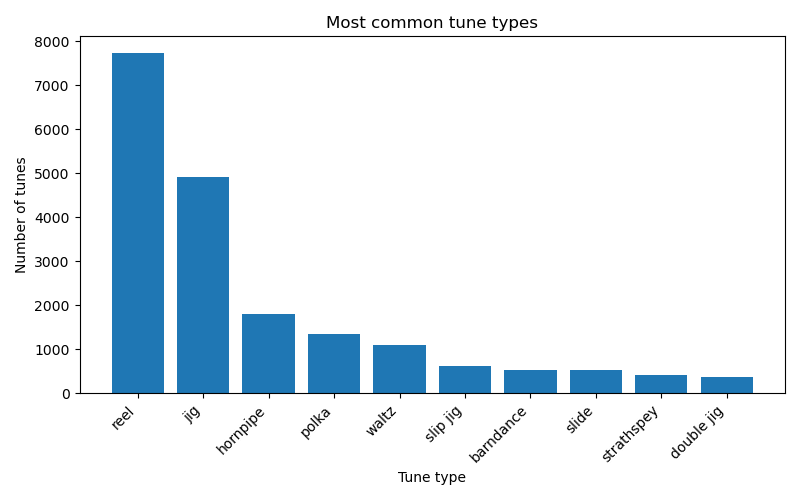 Most common tune types
Number of tunes
8000
7000
6000
5000
4000
3000
2000
1000
0
reel
jig
hornpipe
polka
waltz
slip jig
barndance
slide
strathspey
double jig
Tune type